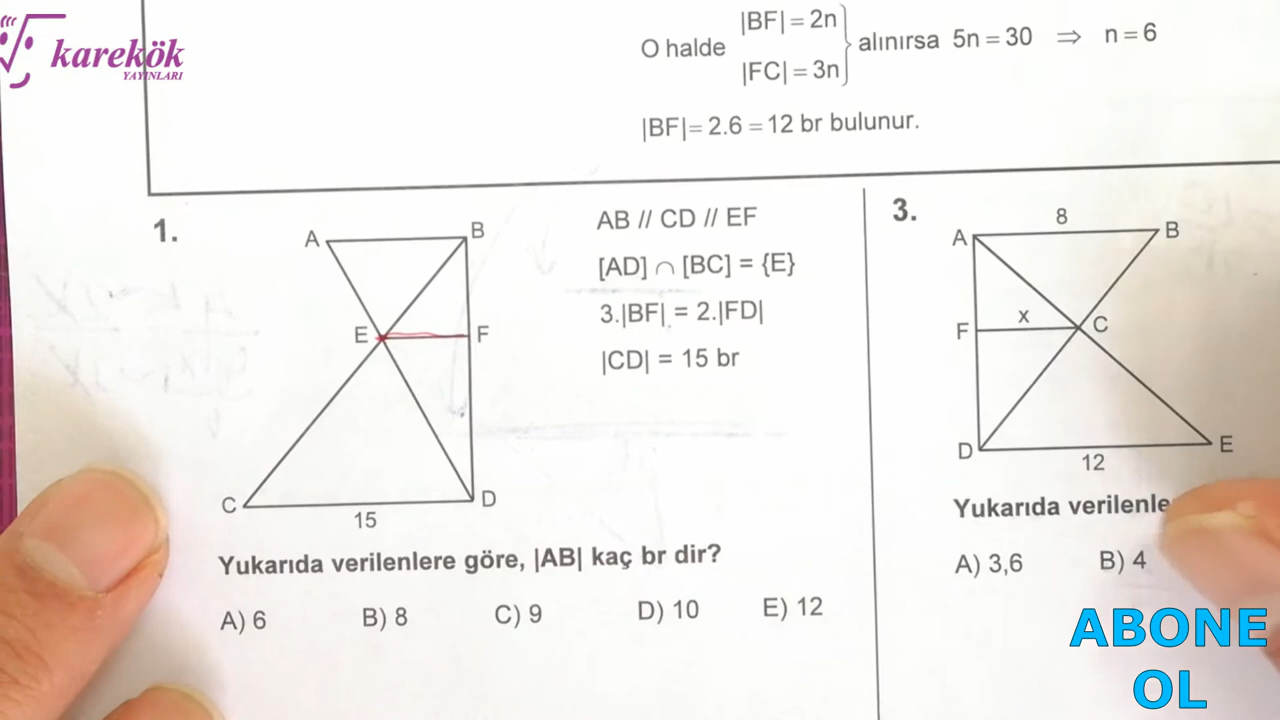 karekök
YAYINLARI
|BF| = 2n
O halde
alınırsa 5n = 30 ⇒ n = 6
|FC| = 3n
|BF| = 2.6 = 12 br bulunur.
1.
A
B
E
F
C
D
15
AB // CD // EF
[AD] ∩ [BC] = {E}
3.|BF| = 2.|FD|
|CD| = 15 br
Yukarıda verilenlere göre, |AB| kaç br dir?
A) 6 B) 8 C) 9 D) 10 E) 12
3.
8
A
B
F
x
C
D
E
12
Yukarıda verilenle
A) 3,6 B) 4
ABONE
OL